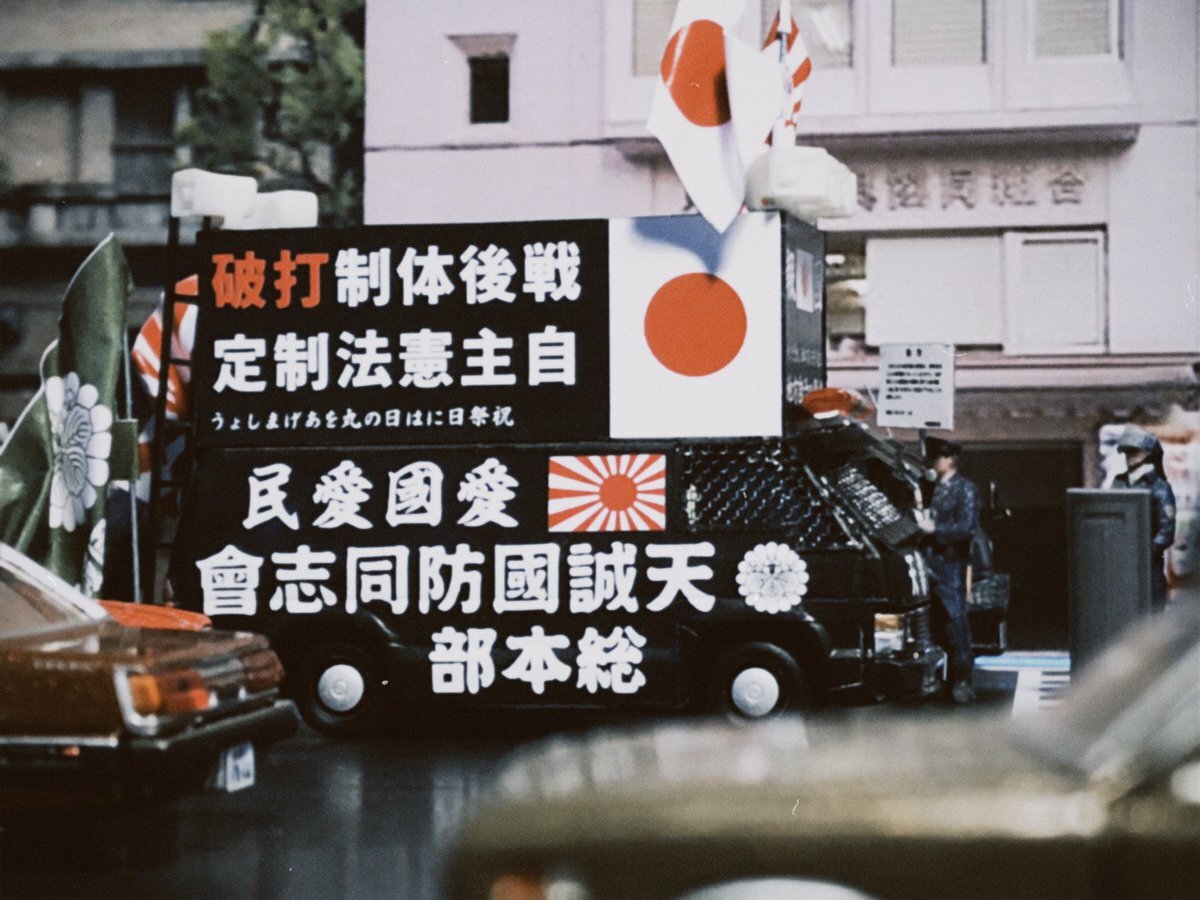 戦後体制打破
自主憲法制定
祝祭日には日の丸をあげましょう
愛國愛民
天誠國防同志會
総本部